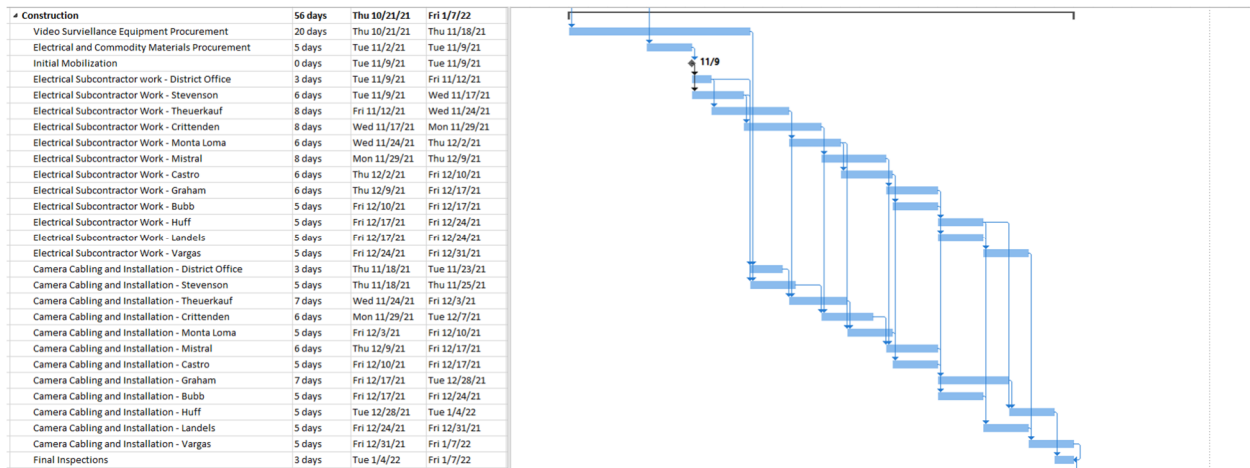 Construction 56 days Thu 10/21/21 Fri 1/7/22
Video Surviellance Equipment Procurement 20 days Thu 10/21/21 Thu 11/18/21
Electrical and Commodity Materials Procurement 5 days Tue 11/2/21 Tue 11/9/21
Initial Mobilization 0 days Tue 11/9/21 Tue 11/9/21 11/9
Electrical Subcontractor work - District Office 3 days Tue 11/9/21 Fri 11/12/21
Electrical Subcontractor Work - Stevenson 6 days Tue 11/9/21 Wed 11/17/21
Electrical Subcontractor Work - Theuerkauf 8 days Fri 11/12/21 Wed 11/24/21
Electrical Subcontractor Work - Crittenden 8 days Wed 11/17/21 Mon 11/29/21
Electrical Subcontractor Work - Monta Loma 6 days Wed 11/24/21 Thu 12/2/21
Electrical Subcontractor Work - Mistral 8 days Mon 11/29/21 Thu 12/9/21
Electrical Subcontractor Work - Castro 6 days Thu 12/2/21 Fri 12/10/21
Electrical Subcontractor Work - Graham 6 days Thu 12/9/21 Fri 12/17/21
Electrical Subcontractor Work - Bubb 5 days Fri 12/10/21 Fri 12/17/21
Electrical Subcontractor Work - Huff 5 days Fri 12/17/21 Fri 12/24/21
Electrical Subcontractor Work - Landels 5 days Fri 12/17/21 Fri 12/24/21
Electrical Subcontractor Work - Vargas 5 days Fri 12/24/21 Fri 12/31/21
Camera Cabling and Installation - District Office 3 days Thu 11/18/21 Tue 11/23/21
Camera Cabling and Installation - Stevenson 5 days Thu 11/18/21 Thu 11/25/21
Camera Cabling and Installation - Theuerkauf 7 days Wed 11/24/21 Fri 12/3/21
Camera Cabling and Installation - Crittenden 6 days Mon 11/29/21 Tue 12/7/21
Camera Cabling and Installation - Monta Loma 5 days Fri 12/3/21 Fri 12/10/21
Camera Cabling and Installation - Mistral 6 days Thu 12/9/21 Fri 12/17/21
Camera Cabling and Installation - Castro 5 days Fri 12/10/21 Fri 12/17/21
Camera Cabling and Installation - Graham 7 days Fri 12/17/21 Tue 12/28/21
Camera Cabling and Installation - Bubb 5 days Fri 12/17/21 Fri 12/24/21
Camera Cabling and Installation - Huff 5 days Tue 12/28/21 Tue 1/4/22
Camera Cabling and Installation - Landels 5 days Fri 12/24/21 Fri 12/31/21
Camera Cabling and Installation - Vargas 5 days Fri 12/31/21 Fri 1/7/22
Final Inspections 3 days Tue 1/4/22 Fri 1/7/22